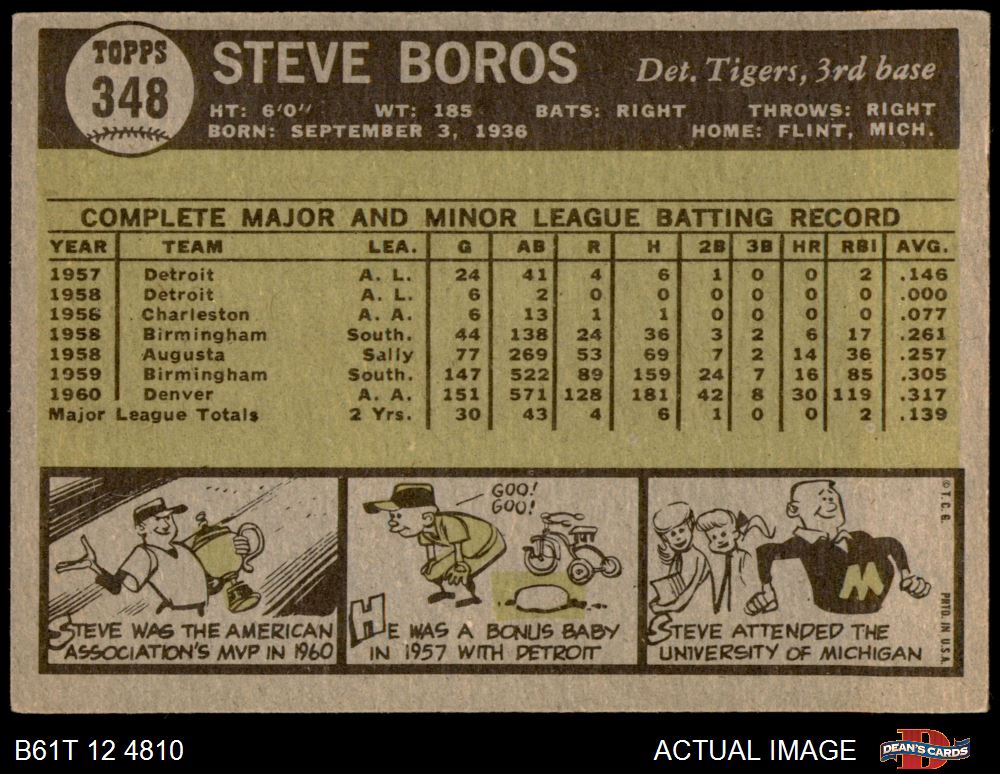 TOPPS
348
STEVE BOROS
Det. Tigers, 3rd base
HT: 6'0" WT: 185 BATS: RIGHT THROWS: RIGHT
BORN: SEPTEMBER 3, 1936 HOME: FLINT, MICH.
COMPLETE MAJOR AND MINOR LEAGUE BATTING RECORD
YEAR TEAM LEA. G AB R H 2B 3B HR RBI AVG.
1957 Detroit A. L. 24 41 4 6 1 0 0 2 .146
1958 Detroit A. L. 6 2 0 0 0 0 0 0 .000
1958 Charleston A. A. 6 13 1 1 0 0 0 0 .077
1958 Birmingham South. 44 138 24 36 3 2 6 17 .261
1958 Augusta Sally 77 269 53 69 7 2 14 36 .257
1959 Birmingham South. 147 522 89 159 24 7 16 85 .305
1960 Denver A. A. 151 571 128 181 42 8 30 119 .317
Major League Totals 2 Yrs. 30 43 4 6 1 0 0 2 .139
STEVE WAS THE AMERICAN
ASSOCIATION'S MVP IN 1960
GOO!
GOO!
HE WAS A BONUS BABY
IN 1957 WITH DETROIT
M
STEVE ATTENDED THE
UNIVERSITY OF MICHIGAN
© T. C. G.
PRTD. IN U.S.A.
B61T 12 4810
ACTUAL IMAGE
D
DEAN'S CARDS